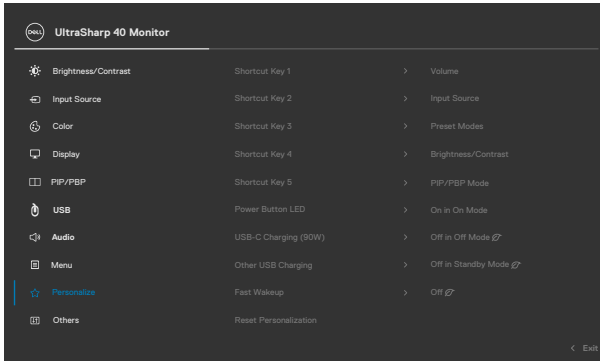 DELL UltraSharp 40 Monitor
Brightness/Contrast Shortcut Key 1 > Volume
Input Source Shortcut Key 2 > Input Source
Color Shortcut Key 3 > Preset Modes
Display Shortcut Key 4 > Brightness/Contrast
PIP/PBP Shortcut Key 5 > PIP/PBP Mode
USB Power Button LED > On in On Mode
Audio USB-C Charging (90W) > Off in Off Mode
Menu Other USB Charging > Off in Standby Mode
Personalize Fast Wakeup > Off
Others Reset Personalization
< Exit